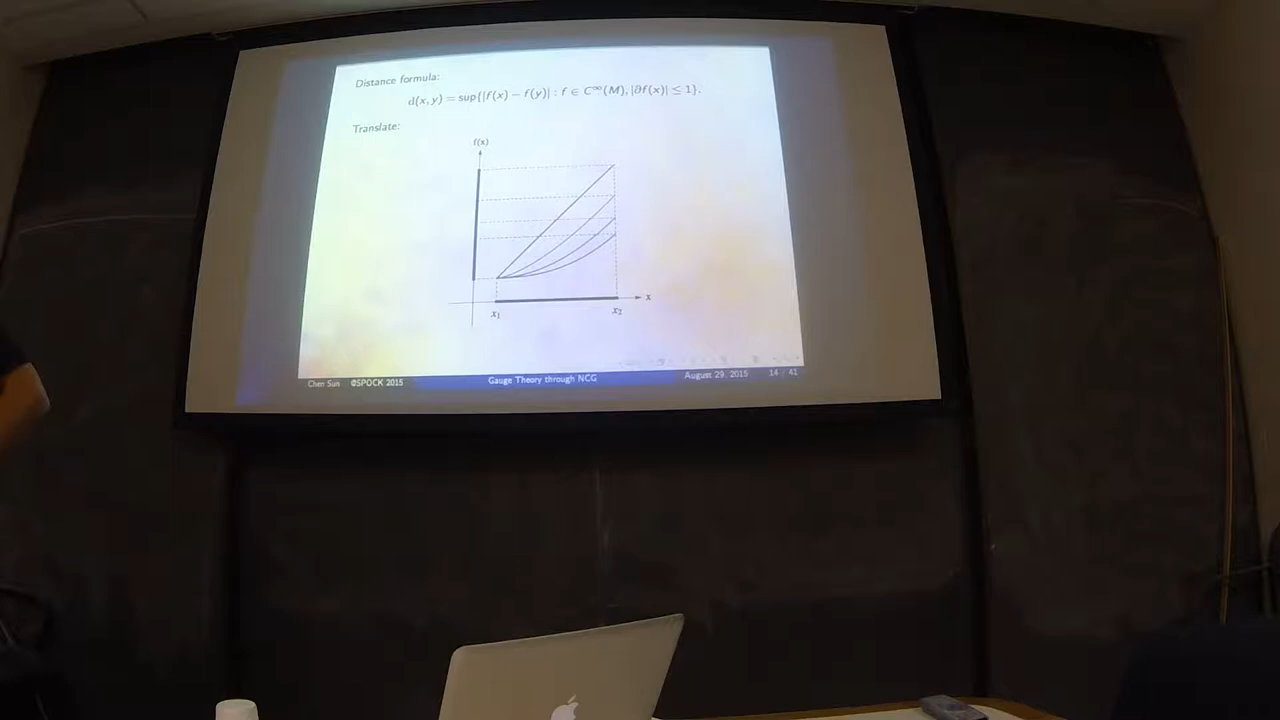 Distance formula:
d(x, y) = sup{|f(x) − f(y)| : f ∈ C∞(M), |∂f(x)| ≤ 1}.
Translate:
f(x)
x
x₁
x₂
Chen Sun @SPOCK 2015 Gauge Theory through NCG August 29, 2015 14 / 41